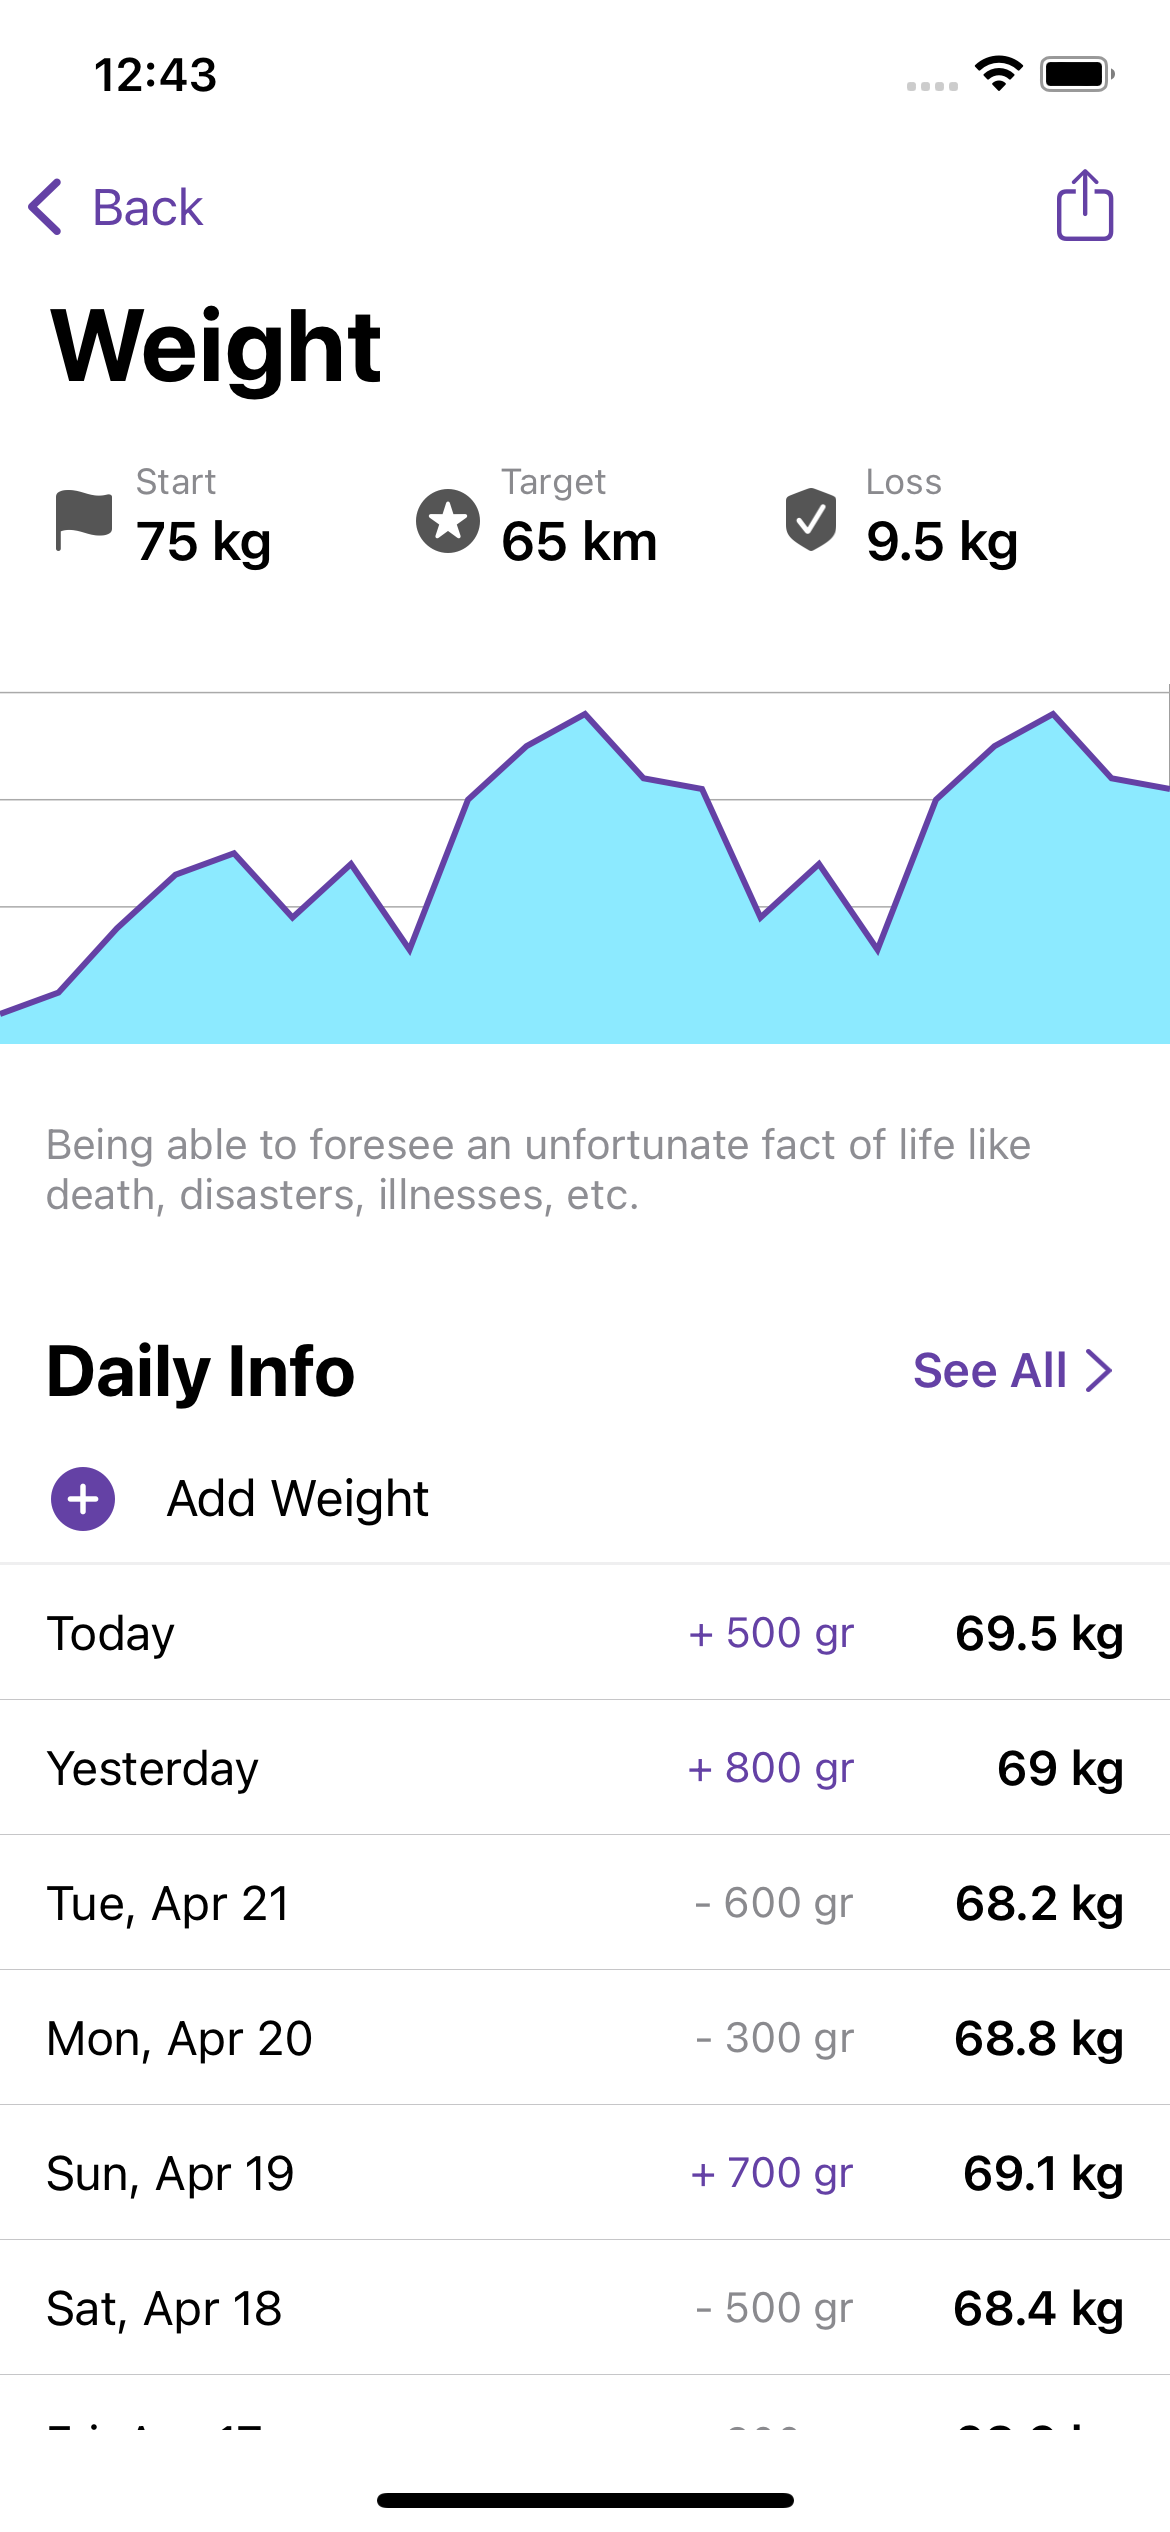 12:43
Back
Weight
Start
75 kg
Target
65 km
Loss
9.5 kg
Being able to foresee an unfortunate fact of life like
death, disasters, illnesses, etc.
Daily Info
See All
Add Weight
Today + 500 gr 69.5 kg
Yesterday + 800 gr 69 kg
Tue, Apr 21 - 600 gr 68.2 kg
Mon, Apr 20 - 300 gr 68.8 kg
Sun, Apr 19 + 700 gr 69.1 kg
Sat, Apr 18 - 500 gr 68.4 kg